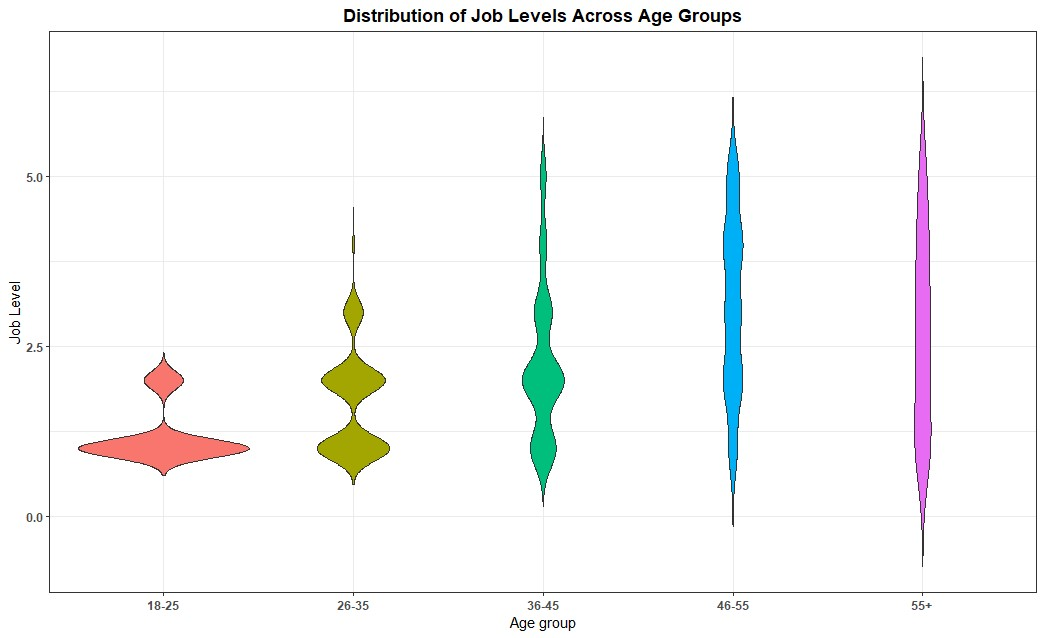 Distribution of Job Levels Across Age Groups
Job Level
5.0
2.5
0.0
18-25 26-35 36-45 46-55 55+
Age group